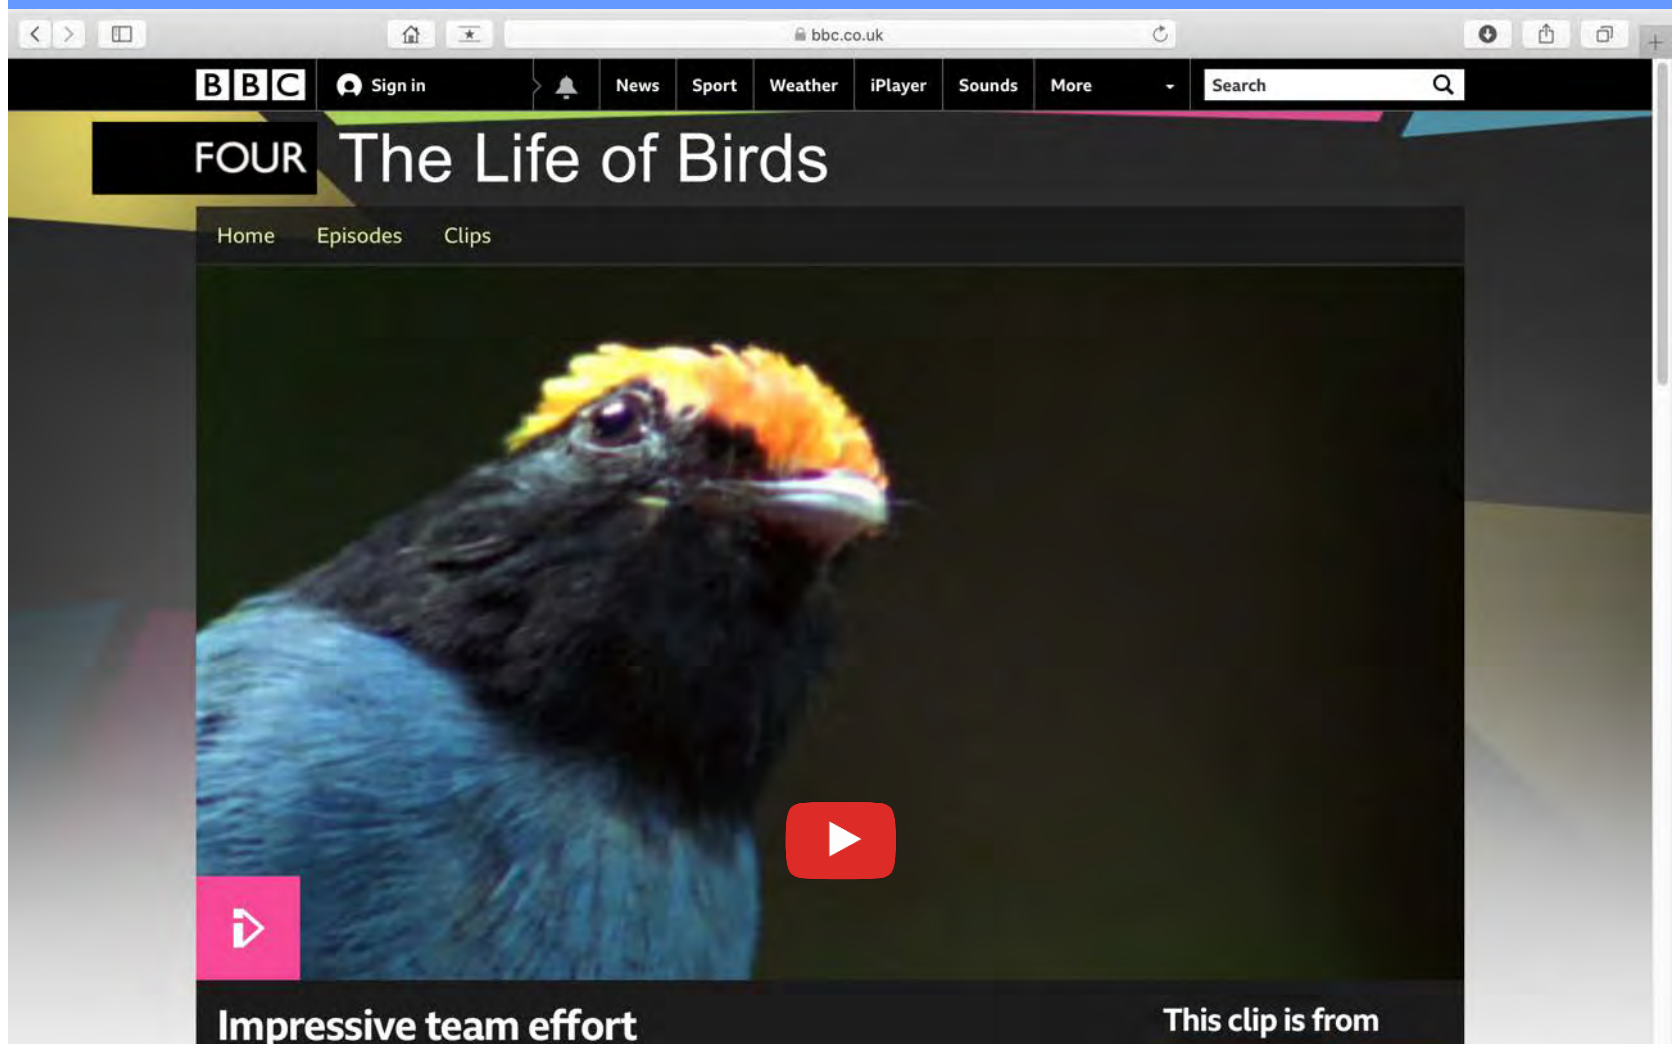 bbc.co.uk
BBC Sign in News Sport Weather iPlayer Sounds More Search
FOUR The Life of Birds
Home Episodes Clips
Impressive team effort This clip is from